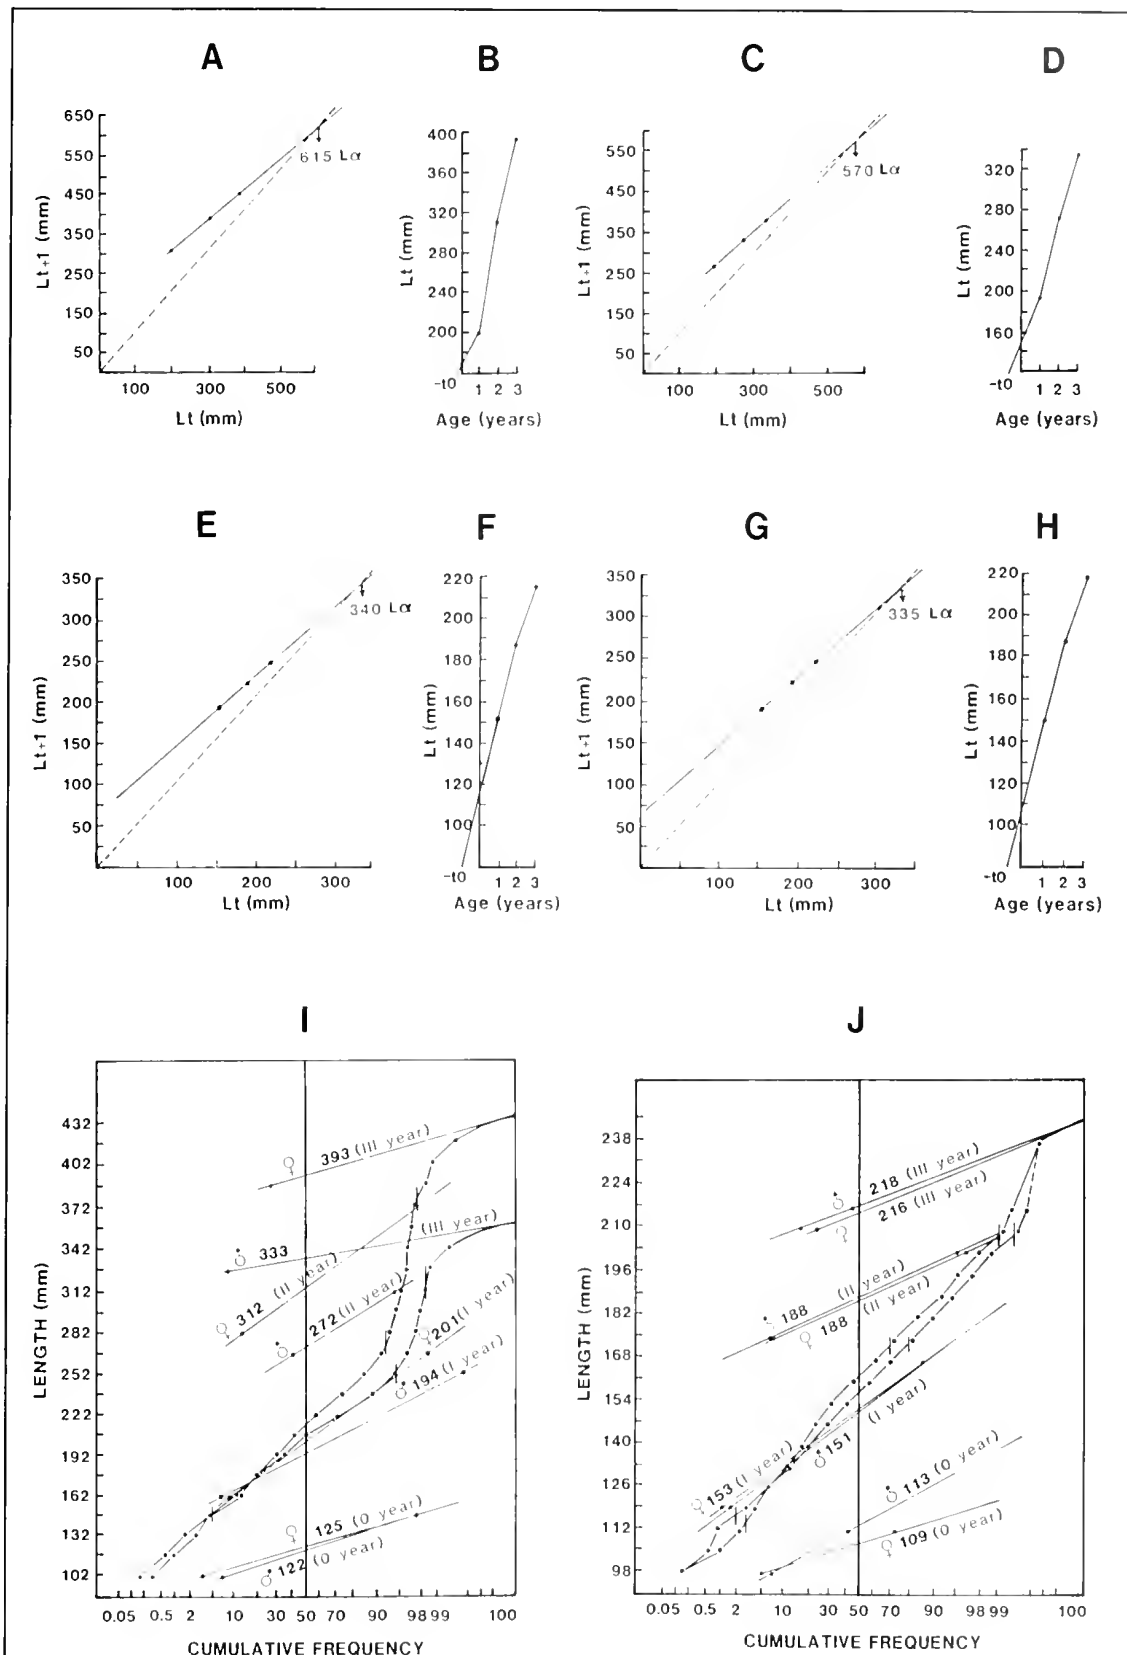 A
B
C
D
650
550
450
350
250
150
50
Lt+1 (mm)
615 Lα
100 300 500
Lt (mm)
400
360
320
280
240
200
Lt (mm)
-t0 1 2 3
Age (years)
550
450
350
250
150
50
Lt+1 (mm)
570 Lα
100 300 500
Lt (mm)
320
280
240
200
160
Lt (mm)
-t0 1 2 3
Age (years)
E
F
G
H
350
300
250
200
150
100
50
Lt+1 (mm)
340 Lα
100 200 300
Lt (mm)
220
200
180
160
140
120
100
Lt (mm)
-t0 1 2 3
Age (years)
350
300
250
200
150
100
50
Lt+1 (mm)
335 Lα
100 200 300
Lt (mm)
220
200
180
160
140
120
100
Lt (mm)
-t0 1 2 3
Age (years)
I
J
432
402
372
342
312
282
252
222
192
162
132
102
LENGTH (mm)
♀ 393 (III year)
♂ 333 (III year)
♀ 312 (II year)
♂ 272 (II year)
♀ 201 (I year)
♂ 194 (I year)
♀ 125 (0 year)
♂ 122 (0 year)
0.05 0.5 2 10 30 50 70 90 98 99 100
CUMULATIVE FREQUENCY
238
224
210
196
182
168
154
140
126
112
98
LENGTH (mm)
♂ 218 (III year)
♀ 216 (III year)
♂ 188 (II year)
♀ 188 (II year)
♀ 153 (I year)
♂ 151 (I year)
♂ 113 (0 year)
♀ 109 (0 year)
0.05 0.5 2 10 30 50 70 90 98 99 100
CUMULATIVE FREQUENCY